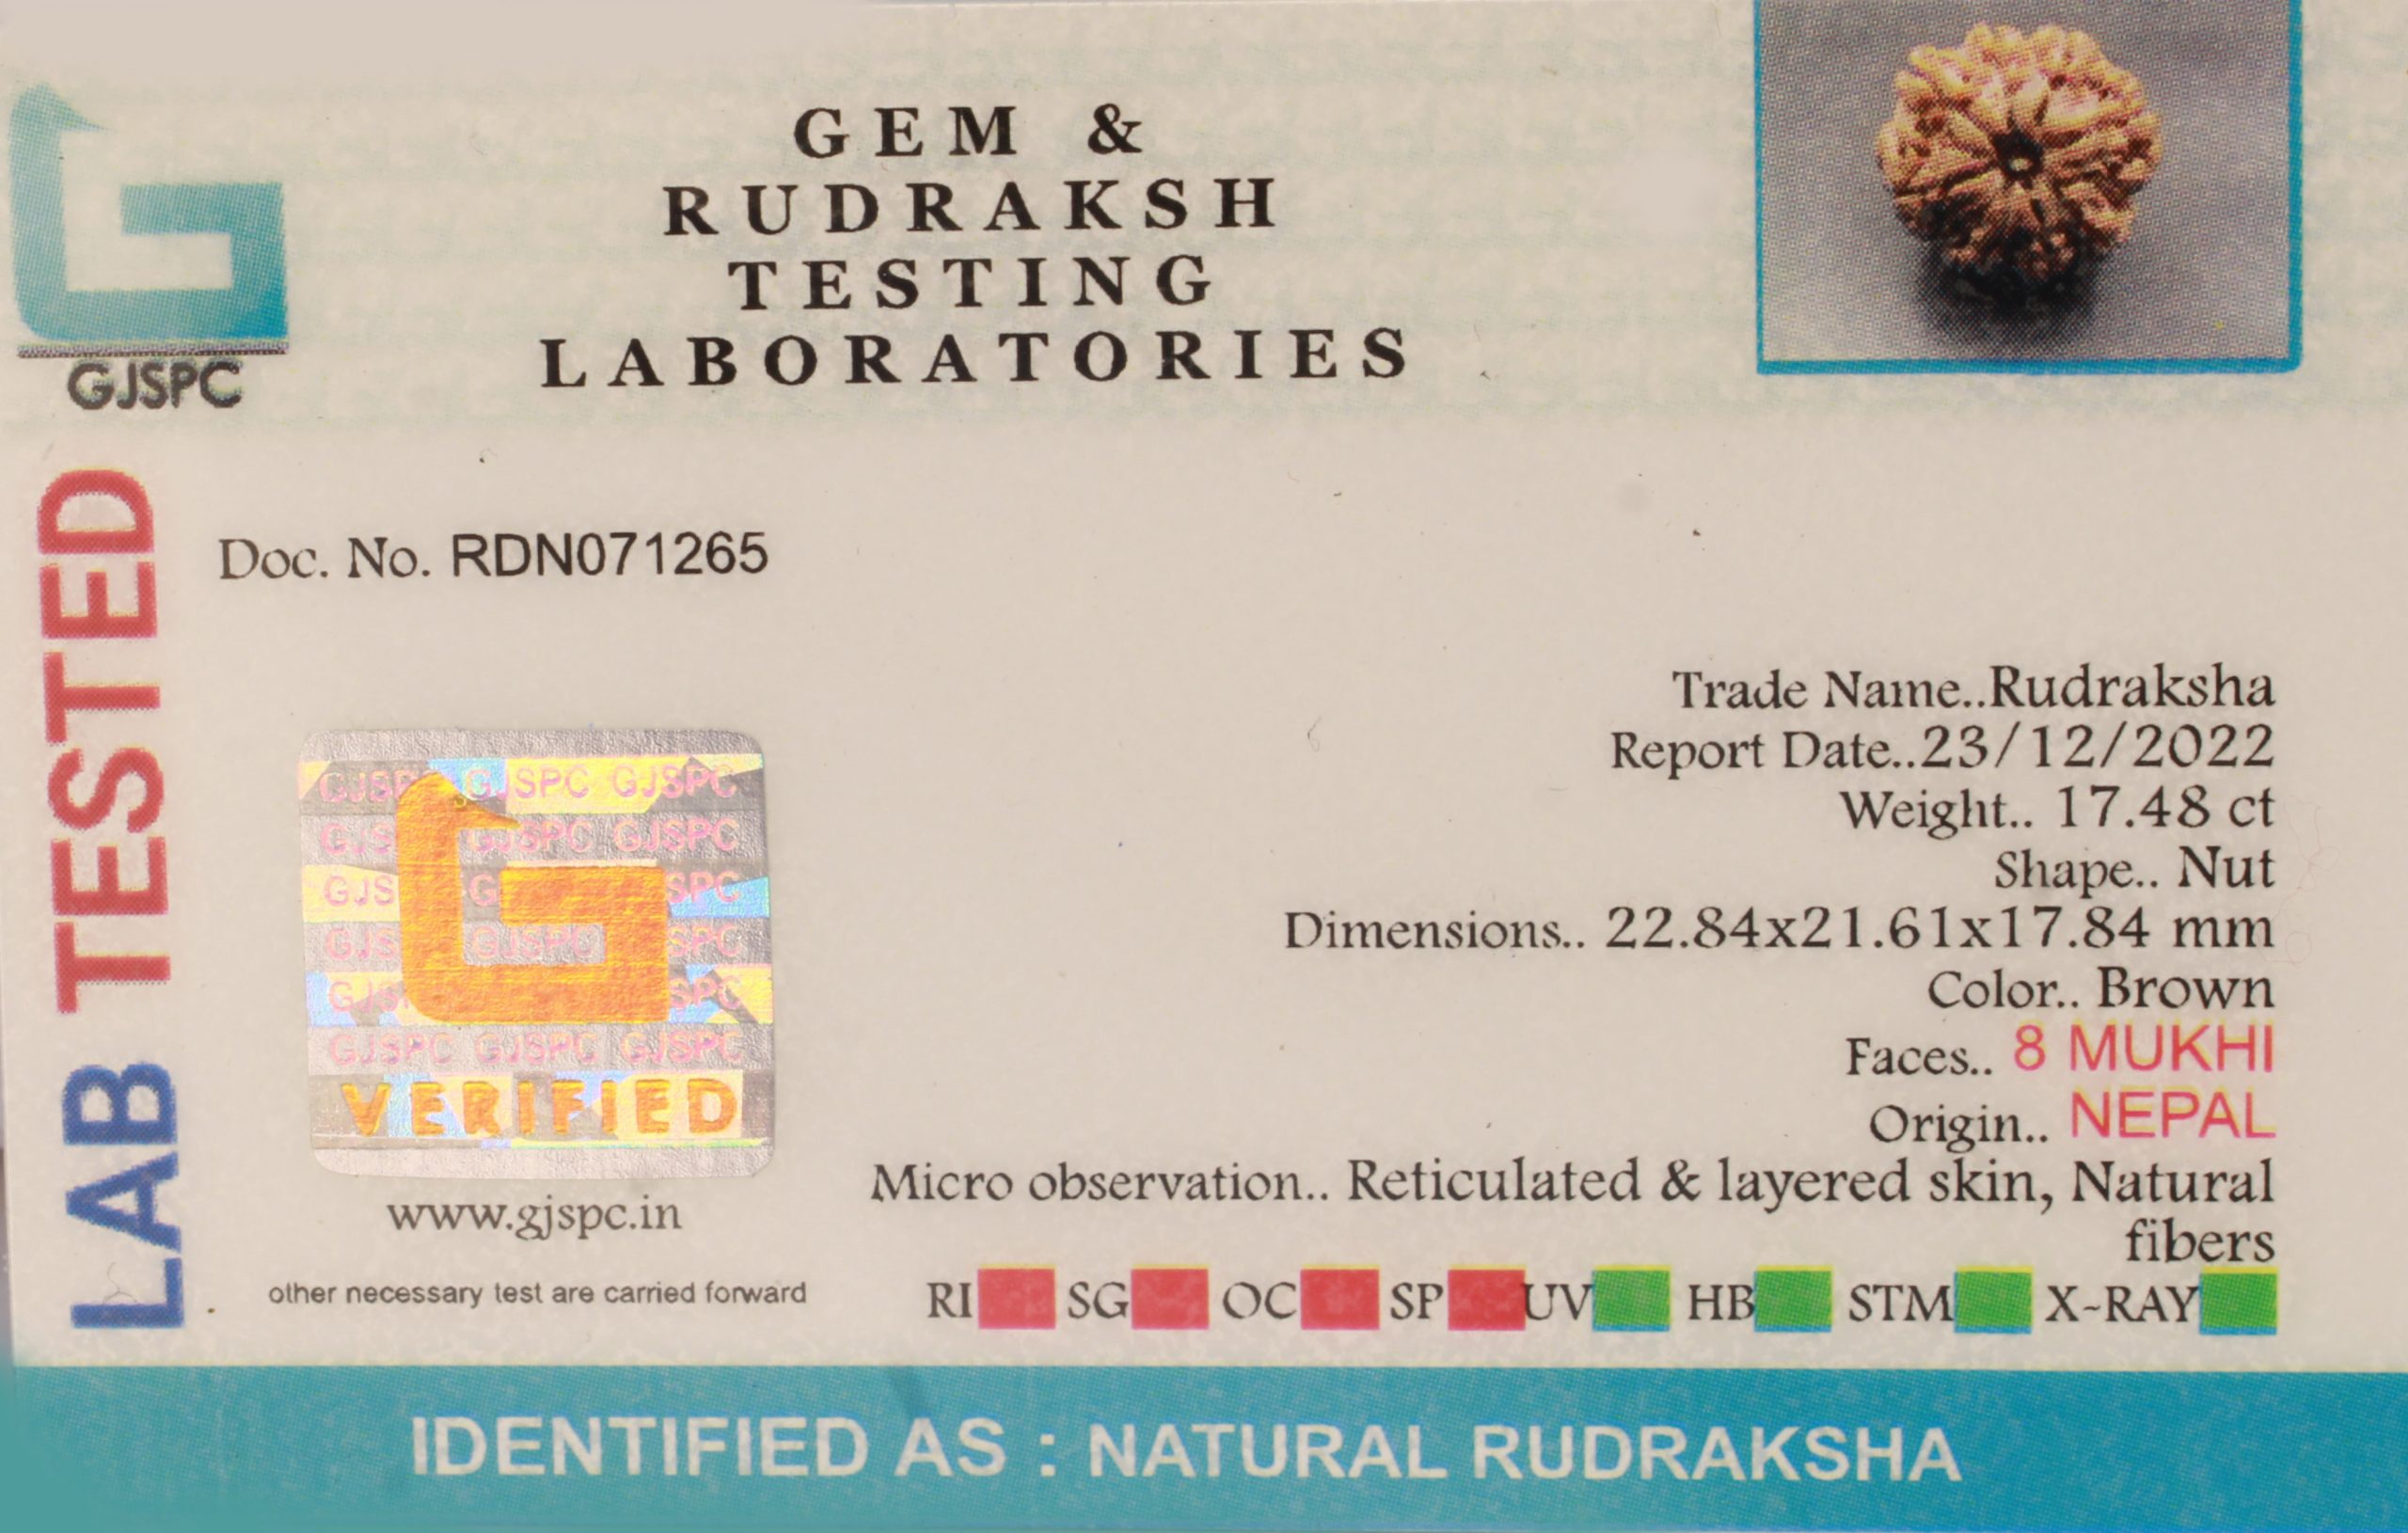 GEM &
RUDRAKSH
TESTING
LABORATORIES
GJSPC
LAB TESTED
Doc. No. RDN071265
Trade Name..Rudraksha
Report Date..23/12/2022
Weight.. 17.48 ct
Shape.. Nut
Dimensions.. 22.84x21.61x17.84 mm
Color.. Brown
Faces.. 8 MUKHI
Origin.. NEPAL
Micro observation.. Reticulated & layered skin, Natural
fibers
GJSPC GJSPC GJSPC
VERIFIED
www.gjspc.in
other necessary test are carried forward
RI SG OC SP UV HB STM X-RAY
IDENTIFIED AS : NATURAL RUDRAKSHA